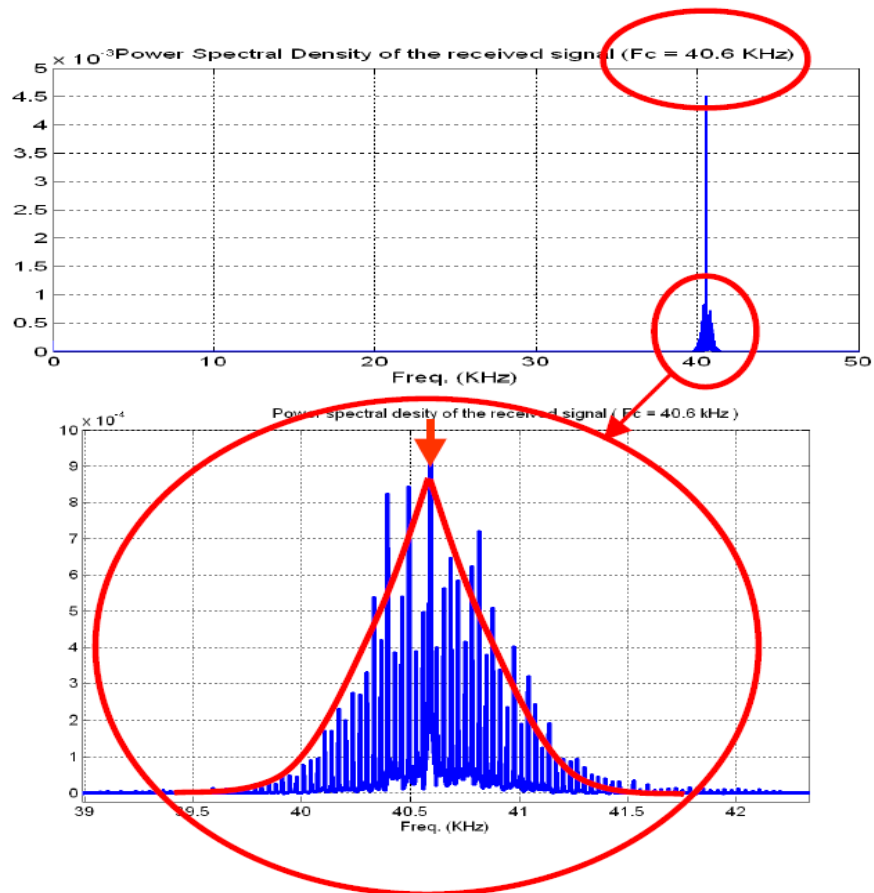 5 × 10⁻³ Power Spectral Density of the received signal (Fc = 40.6 KHz)
4.5
4
3.5
3
2.5
2
1.5
1
0.5
0
0 10 20 30 40 50
Freq. (KHz)
Power spectral desity of the received signal ( Fc = 40.6 kHz )
10 × 10⁻⁴
9
8
7
6
5
4
3
2
1
0
39 39.5 40 40.5 41 41.5 42
Freq. (KHz)